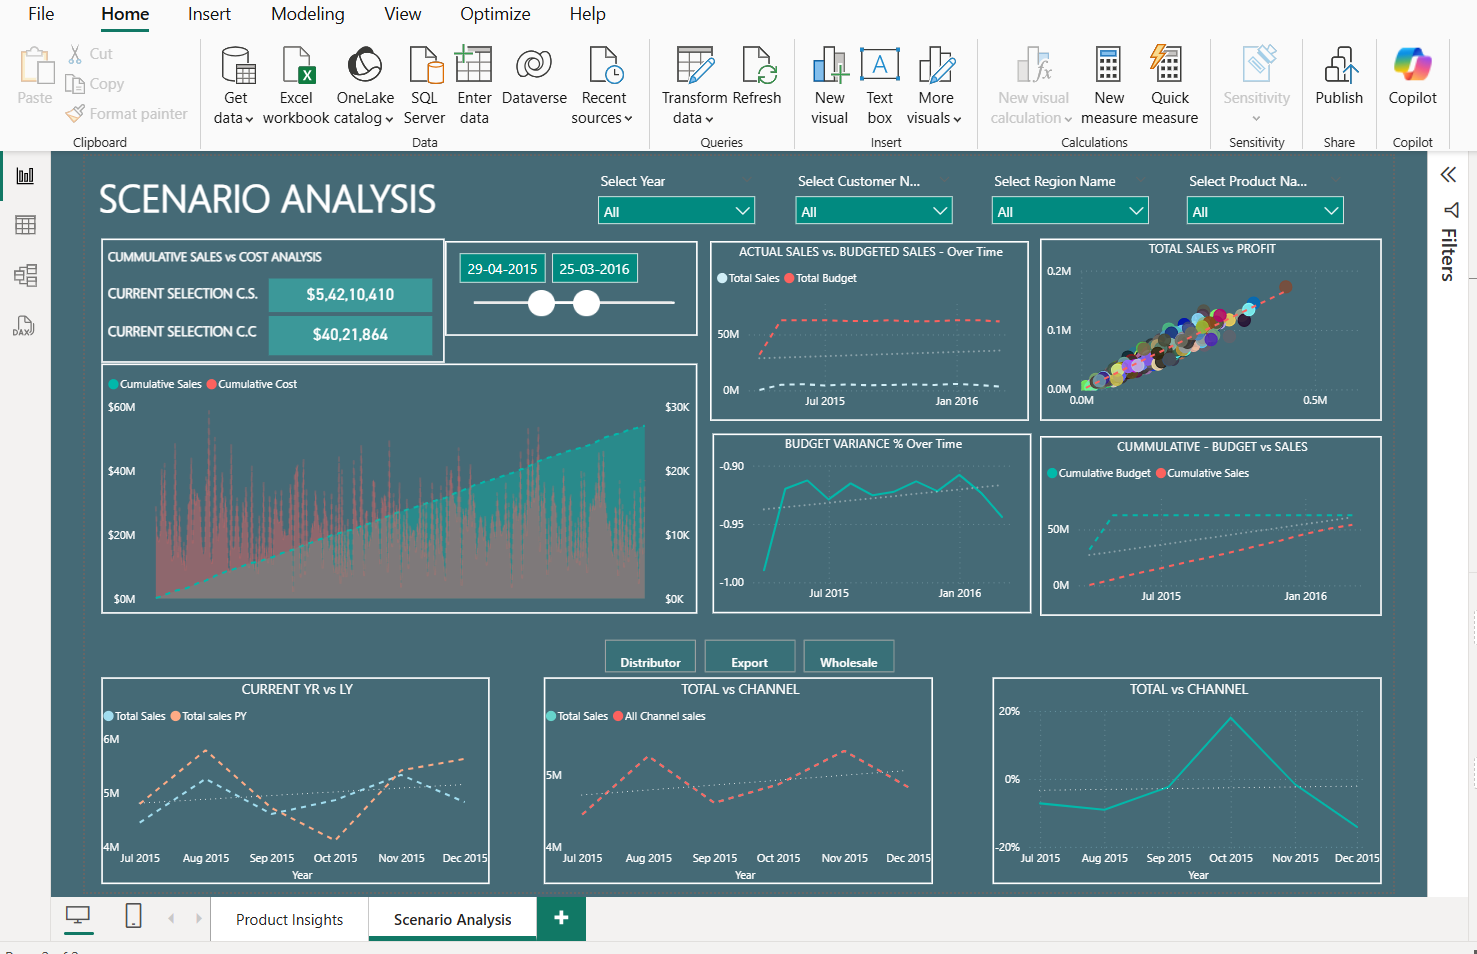 File Home Insert Modeling View Optimize Help
Paste
Cut
Copy
Format painter
Clipboard
Get data
Excel workbook
OneLake catalog
SQL Server
Enter data
Dataverse
Recent sources
Data
Transform data
Refresh
Queries
New visual
Text box
More visuals
Insert
New visual calculation
New measure
Quick measure
Calculations
Sensitivity
Sensitivity
Publish
Share
Copilot
Copilot
SCENARIO ANALYSIS
Select Year
All
Select Customer N...
All
Select Region Name
All
Select Product Na...
All
Filters
CUMMULATIVE SALES vs COST ANALYSIS
CURRENT SELECTION C.S. $5,42,10,410
CURRENT SELECTION C.C $40,21,864
29-04-2015 25-03-2016
Cumulative Sales Cumulative Cost
$60M $30K
$40M $20K
$20M $10K
$0M $0K
ACTUAL SALES vs. BUDGETED SALES - Over Time
Total Sales Total Budget
50M
0M
Jul 2015 Jan 2016
TOTAL SALES vs PROFIT
0.2M
0.1M
0.0M
0.0M 0.5M
BUDGET VARIANCE % Over Time
-0.90
-0.95
-1.00
Jul 2015 Jan 2016
CUMMULATIVE - BUDGET vs SALES
Cumulative Budget Cumulative Sales
50M
0M
Jul 2015 Jan 2016
Distributor Export Wholesale
CURRENT YR vs LY
Total Sales Total sales PY
6M
5M
4M
Jul 2015 Aug 2015 Sep 2015 Oct 2015 Nov 2015 Dec 2015
Year
TOTAL vs CHANNEL
Total Sales All Channel sales
5M
4M
Jul 2015 Aug 2015 Sep 2015 Oct 2015 Nov 2015 Dec 2015
Year
TOTAL vs CHANNEL
20%
0%
-20%
Jul 2015 Aug 2015 Sep 2015 Oct 2015 Nov 2015 Dec 2015
Year
DAX
Product Insights Scenario Analysis +